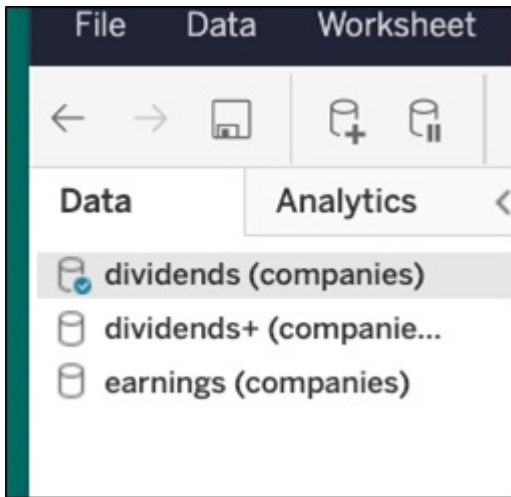 File Data Worksheet
Data Analytics
dividends (companies)
dividends+ (companie...
earnings (companies)